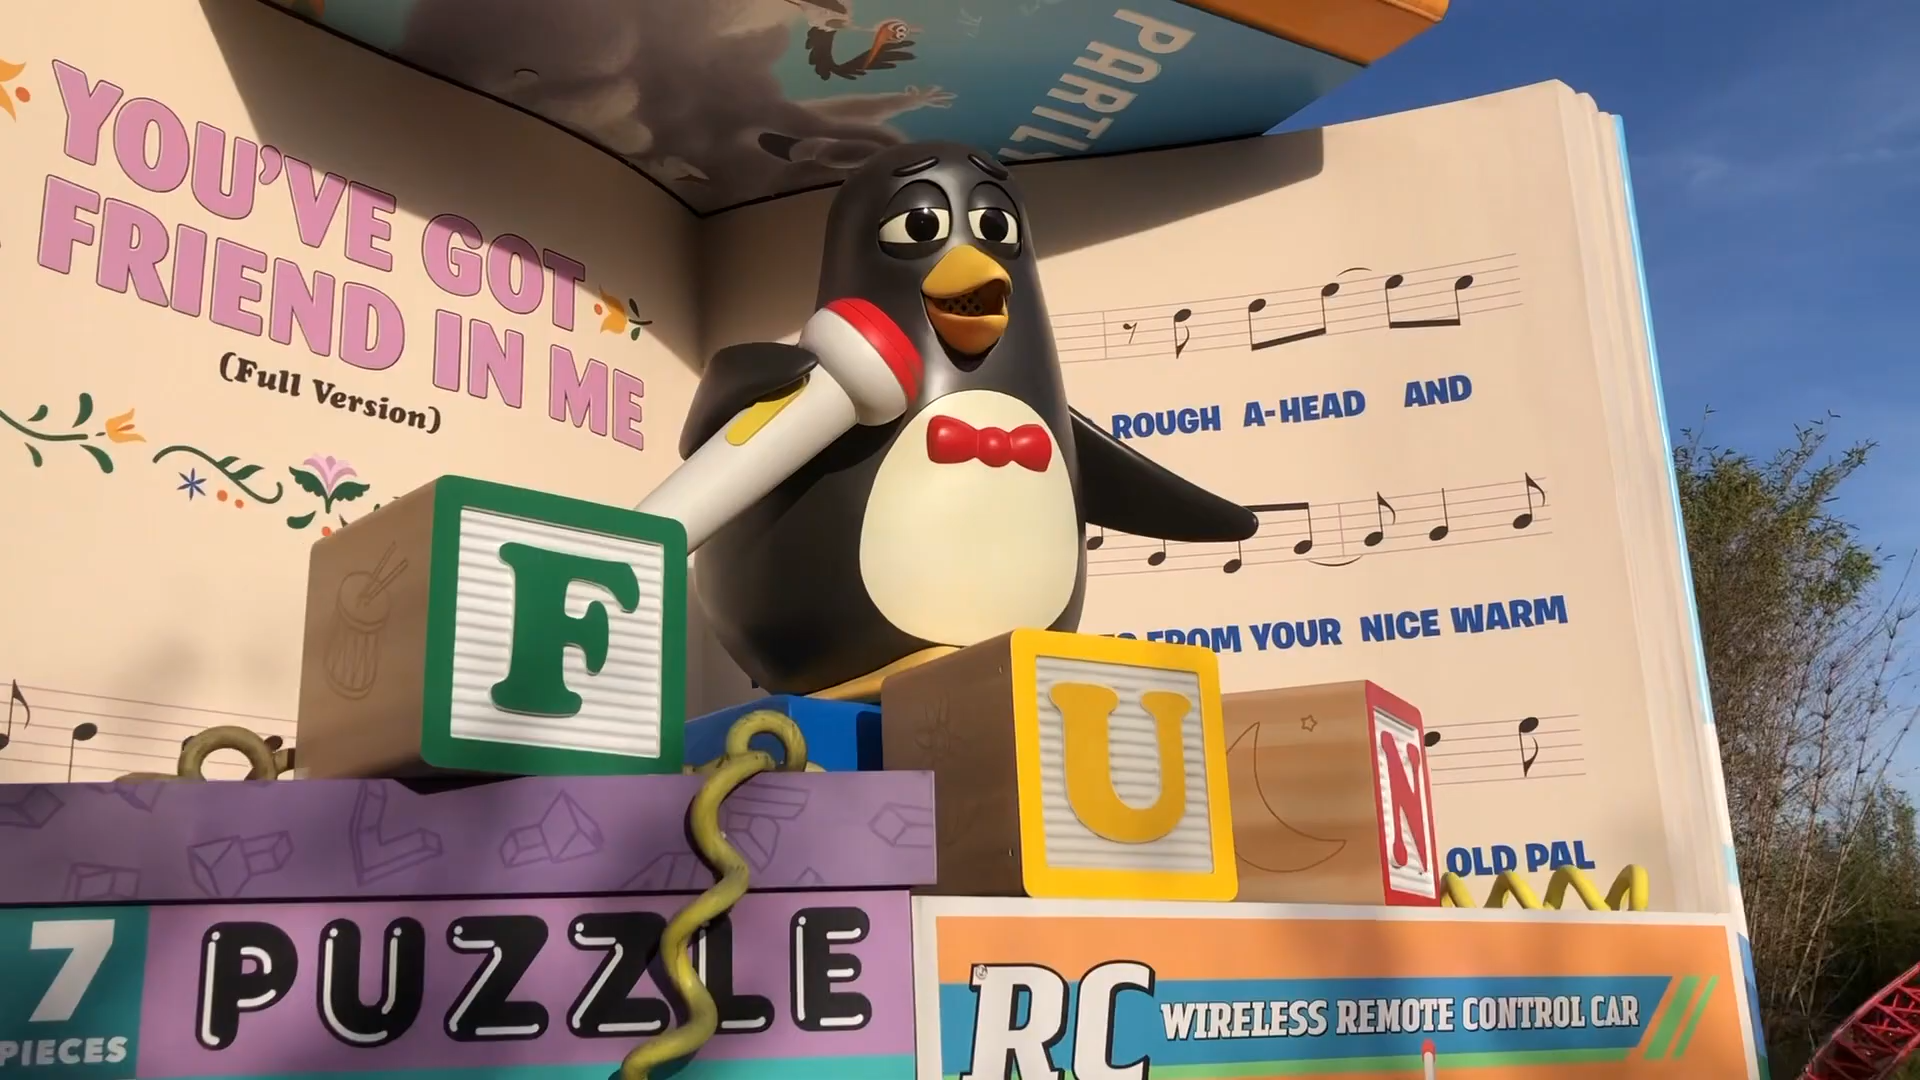 PARTL
YOU'VE GOT
FRIEND IN ME
(Full Version)
ROUGH A-HEAD AND
FROM YOUR NICE WARM
OLD PAL
F
U
N
7
PIECES
PUZZLE
RC
WIRELESS REMOTE CONTROL CAR